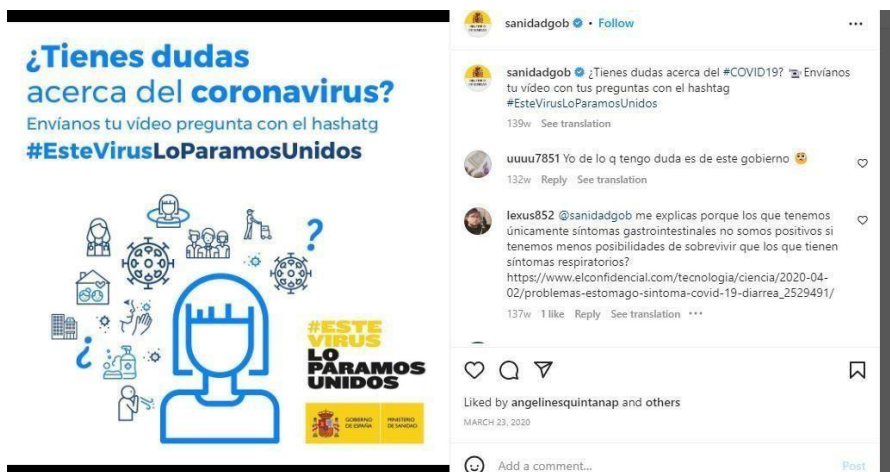 ¿Tienes dudas
acerca del coronavirus?
Envíanos tu vídeo pregunta con el hashatg
#EsteVirusLoParamosUnidos
?
¿
#ESTE
VIRUS
LO
PARAMOS
UNIDOS
GOBIERNO
DE ESPAÑA
MINISTERIO
DE SANIDAD
sanidadgob • Follow
sanidadgob ¿Tienes dudas acerca del #COVID19? Envíanos
tu vídeo con tus preguntas con el hashtag
#EsteVirusLoParamosUnidos
139w See translation
uuuu7851 Yo de lo q tengo duda es de este gobierno
132w Reply See translation
lexus852 @sanidadgob me explicas porque los que tenemos
únicamente síntomas gastrointestinales no somos positivos si
tenemos menos posibilidades de sobrevivir que los que tienen
síntomas respiratorios?
https://www.elconfidencial.com/tecnologia/ciencia/2020-04-
02/problemas-estomago-sintoma-covid-19-diarrea_2529491/
137w 1 like Reply See translation
Liked by angelinesquintanap and others
MARCH 23, 2020
Add a comment...
Post